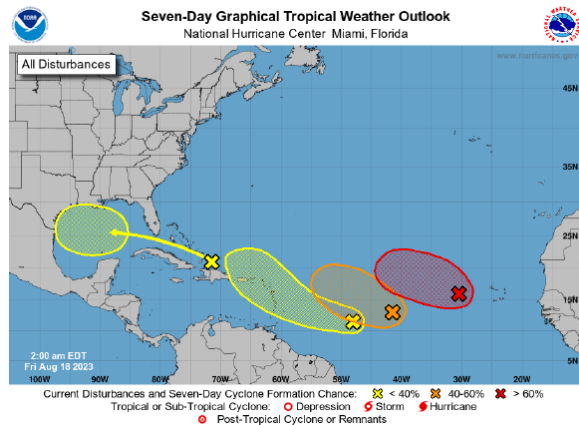 Seven-Day Graphical Tropical Weather Outlook
National Hurricane Center Miami, Florida
All Disturbances
www.hurricanes.gov
45N
35N
25N
15N
5N
2:00 am EDT
Fri Aug 18 2023
100W 90W 80W 70W 60W 50W 40W 30W 20W 10W
Current Disturbances and Seven-Day Cyclone Formation Chance: < 40% 40-60% > 60%
Tropical or Sub-Tropical Cyclone: Depression Storm Hurricane
Post-Tropical Cyclone or Remnants